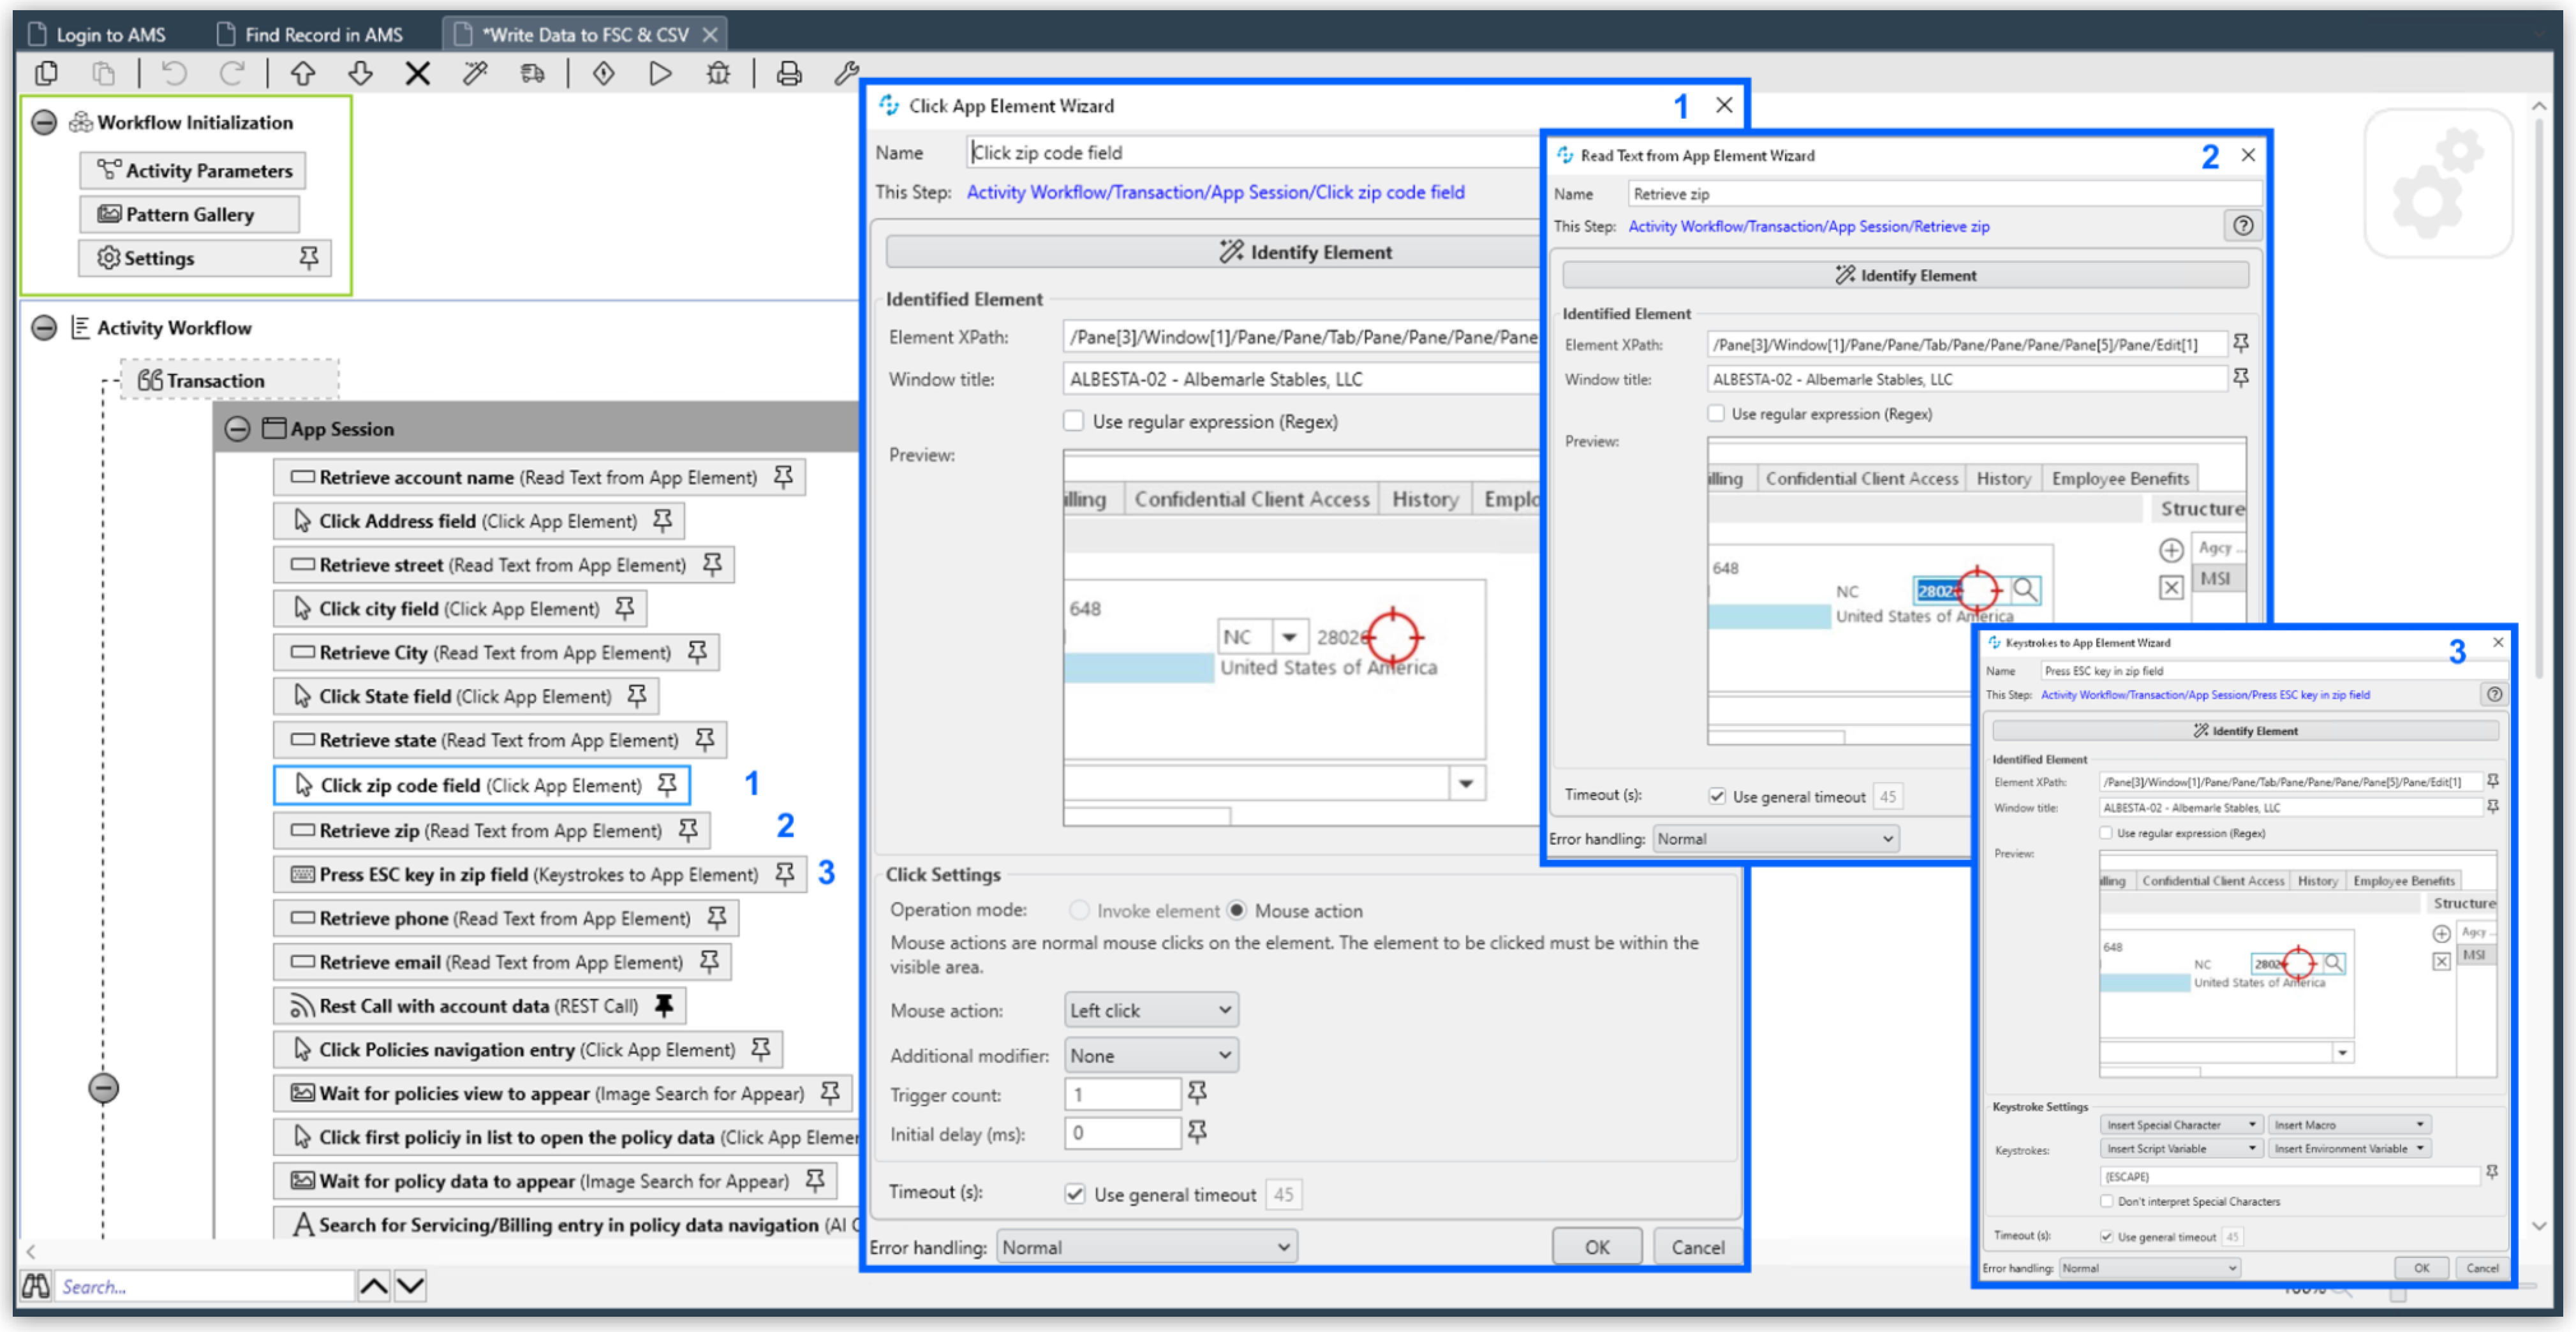 Login to AMS
Find Record in AMS
*Write Data to FSC & CSV
Workflow Initialization
Activity Parameters
Pattern Gallery
Settings
Activity Workflow
Transaction
App Session
Retrieve account name (Read Text from App Element)
Click Address field (Click App Element)
Retrieve street (Read Text from App Element)
Click city field (Click App Element)
Retrieve City (Read Text from App Element)
Click State field (Click App Element)
Retrieve state (Read Text from App Element)
Click zip code field (Click App Element) 1
Retrieve zip (Read Text from App Element) 2
Press ESC key in zip field (Keystrokes to App Element) 3
Retrieve phone (Read Text from App Element)
Retrieve email (Read Text from App Element)
Rest Call with account data (REST Call)
Click Policies navigation entry (Click App Element)
Wait for policies view to appear (Image Search for Appear)
Click first policiy in list to open the policy data (Click App Elemer
Wait for policy data to appear (Image Search for Appear)
Search for Servicing/Billing entry in policy data navigation (AI
Search...
Click App Element Wizard 1
Name Click zip code field
This Step: Activity Workflow/Transaction/App Session/Click zip code field
Identify Element
Identified Element
Element XPath: /Pane[3]/Window[1]/Pane/Pane/Tab/Pane/Pane/Pane/Pane
Window title: ALBESTA-02 - Albemarle Stables, LLC
Use regular expression (Regex)
Preview:
illing Confidential Client Access History Emplo
648
NC 28026
United States of America
Click Settings
Operation mode: Invoke element Mouse action
Mouse actions are normal mouse clicks on the element. The element to be clicked must be within the
visible area.
Mouse action: Left click
Additional modifier: None
Trigger count: 1
Initial delay (ms): 0
Timeout (s): Use general timeout 45
Error handling: Normal OK Cancel
Read Text from App Element Wizard 2
Name Retrieve zip
This Step: Activity Workflow/Transaction/App Session/Retrieve zip
Identify Element
Identified Element
Element XPath: /Pane[3]/Window[1]/Pane/Pane/Tab/Pane/Pane/Pane/Pane[5]/Pane/Edit[1]
Window title: ALBESTA-02 - Albemarle Stables, LLC
Use regular expression (Regex)
Preview:
illing Confidential Client Access History Employee Benefits
Structure
Agcy ...
648
MSI
NC 2802
United States of America
Timeout (s): Use general timeout 45
Error handling: Normal
Keystrokes to App Element Wizard 3
Name Press ESC key in zip field
This Step: Activity Workflow/Transaction/App Session/Press ESC key in zip field
Identify Element
Identified Element
Element XPath: /Pane[3]/Window[1]/Pane/Pane/Tab/Pane/Pane/Pane/Pane[5]/Pane/Edit[1]
Window title: ALBESTA-02 - Albemarle Stables, LLC
Use regular expression (Regex)
Preview:
illing Confidential Client Access History Employee Benefits
Structure
Agcy ...
648
MSI
NC 2802
United States of America
Keystroke Settings
Insert Special Character Insert Macro
Keystrokes: Insert Script Variable Insert Environment Variable
{ESCAPE}
Don't interpret Special Characters
Timeout (s): Use general timeout 45
Error handling: Normal OK Cancel